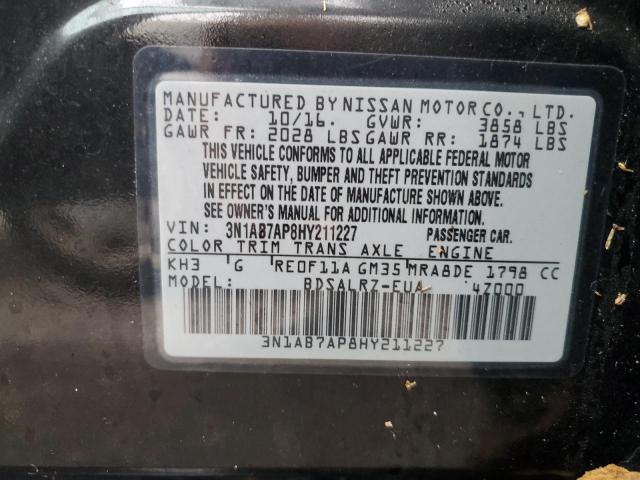 MANUFACTURED BY NISSAN MOTOR CO., LTD.
DATE: 10/16. GVWR: 3858 LBS
GAWR FR: 2028 LBS GAWR RR: 1874 LBS
THIS VEHICLE CONFORMS TO ALL APPLICABLE FEDERAL MOTOR
VEHICLE SAFETY, BUMPER AND THEFT PREVENTION STANDARDS
IN EFFECT ON THE DATE OF MANUFACTURE SHOWN ABOVE.
SEE OWNER'S MANUAL FOR ADDITIONAL INFORMATION.
VIN: 3N1AB7AP8HY211227 PASSENGER CAR.
COLOR TRIM TRANS AXLE ENGINE
KH3 G RE0F11A GM35 MRA8DE 1798 CC
MODEL: BDSALRZ-EUA 4Z000
3N1AB7AP8HY211227